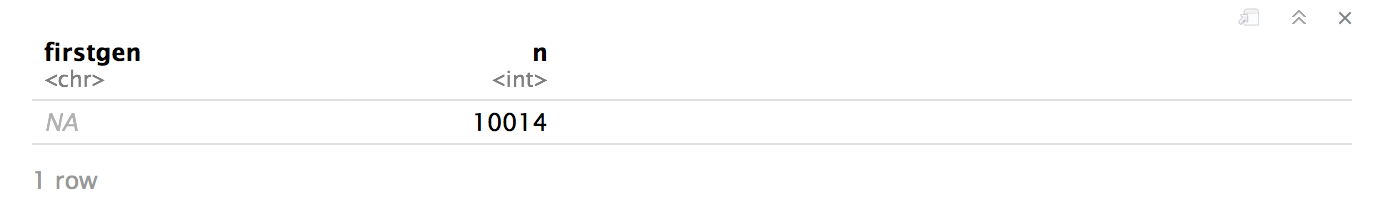 firstgen n
<chr> <int>
NA 10014
1 row